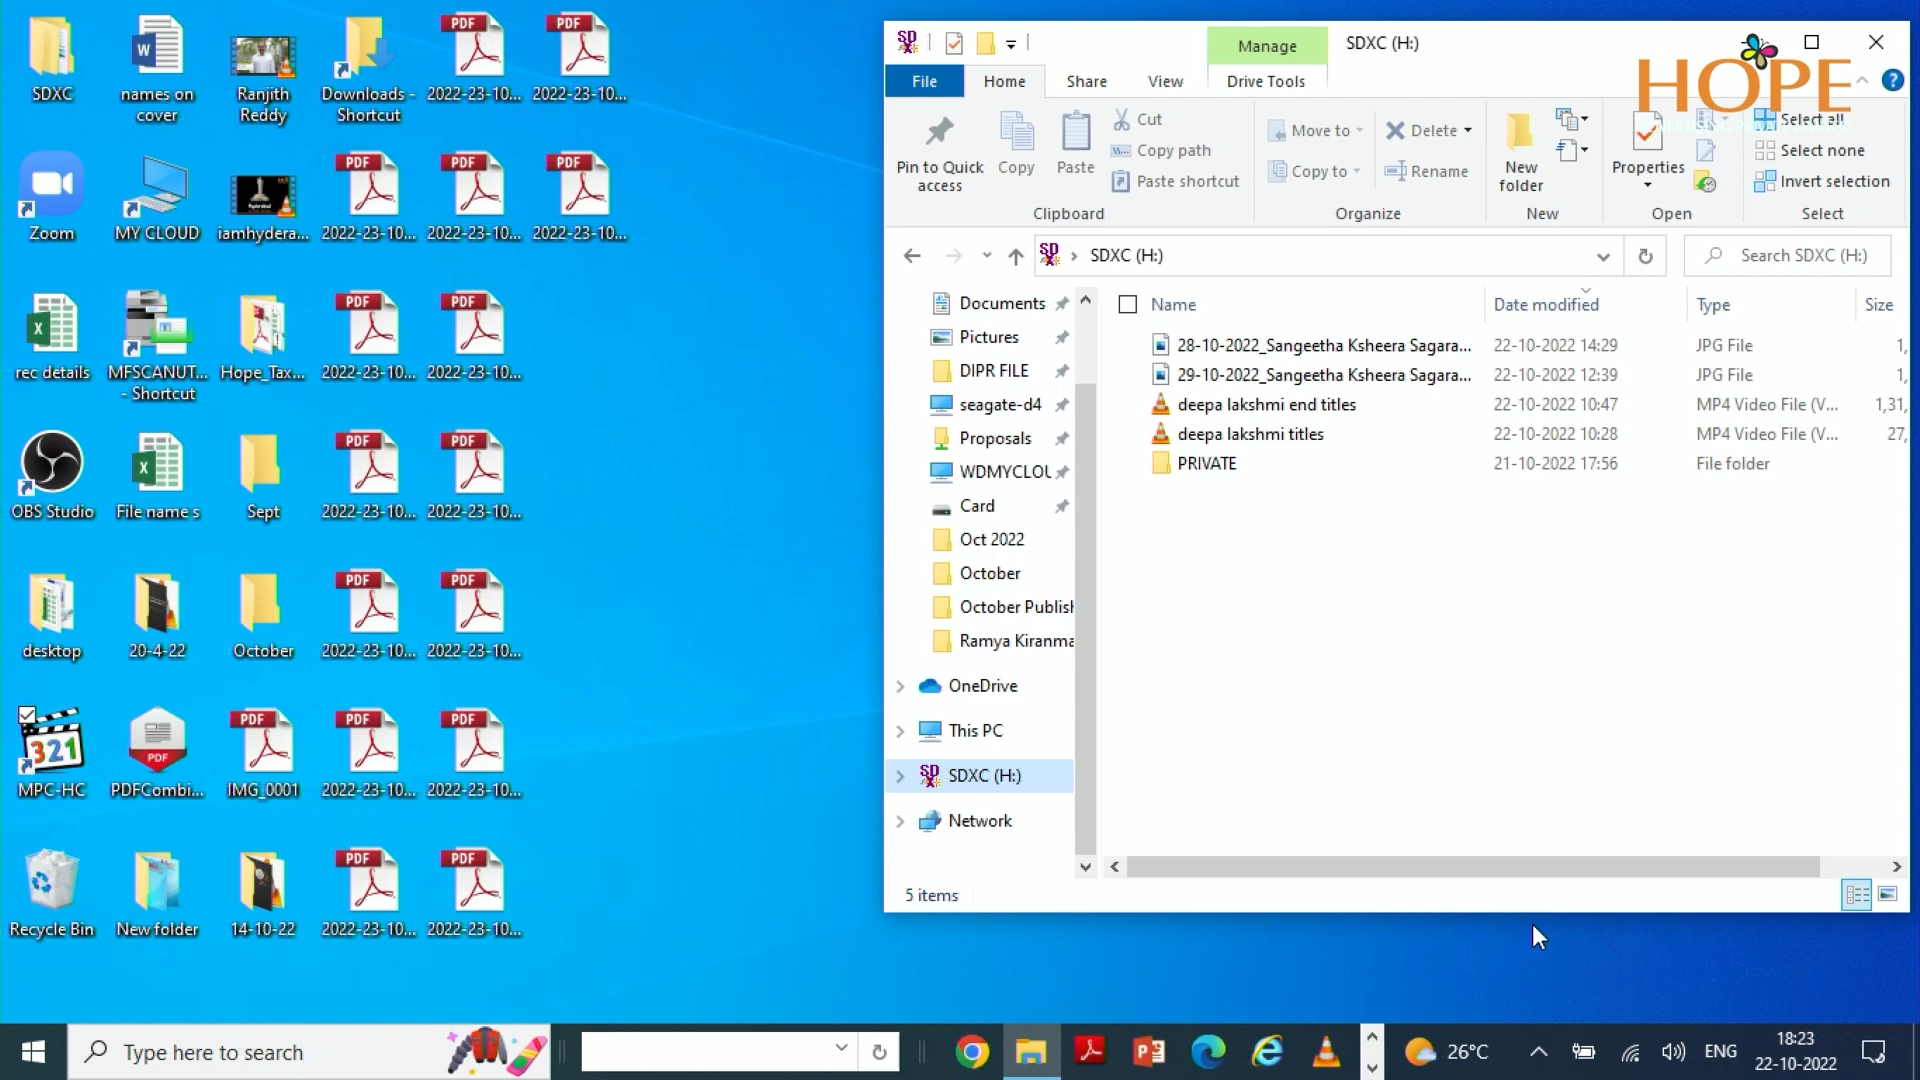 SDXC
names on
cover
Ranjith
Reddy
Downloads -
Shortcut
PDF
2022-23-10...
PDF
2022-23-10...
Zoom
MY CLOUD
iamhydera...
PDF
2022-23-10...
PDF
2022-23-10...
PDF
2022-23-10...
rec details
MFSCANUT...
- Shortcut
Hope_Tax...
PDF
2022-23-10...
PDF
2022-23-10...
OBS Studio
File name s
Sept
PDF
2022-23-10...
PDF
2022-23-10...
desktop
20-4-22
October
PDF
2022-23-10...
PDF
2022-23-10...
321
MPC-HC
PDF
PDFCombi...
PDF
IMG_0001
PDF
2022-23-10...
PDF
2022-23-10...
Recycle Bin
New folder
14-10-22
PDF
2022-23-10...
PDF
2022-23-10...
Manage
SDXC (H:)
HOPE
File
Home
Share
View
Drive Tools
Pin to Quick
access
Copy
Paste
Cut
Copy path
Paste shortcut
Clipboard
Move to
Copy to
Delete
Rename
Organize
New
folder
New
Properties
Open
Select all
Select none
Invert selection
Select
SDXC (H:)
Search SDXC (H:)
Documents
Pictures
DIPR FILE
seagate-d4
Proposals
WDMYCLOU
Card
Oct 2022
October
October Publish
Ramya Kiranma
OneDrive
This PC
SDXC (H:)
Network
Name Date modified Type Size
28-10-2022_Sangeetha Ksheera Sagara... 22-10-2022 14:29 JPG File 1,
29-10-2022_Sangeetha Ksheera Sagara... 22-10-2022 12:39 JPG File 1,
deepa lakshmi end titles 22-10-2022 10:47 MP4 Video File (V... 1,31,
deepa lakshmi titles 22-10-2022 10:28 MP4 Video File (V... 27,
PRIVATE 21-10-2022 17:56 File folder
5 items
Type here to search
26°C
ENG
18:23
22-10-2022